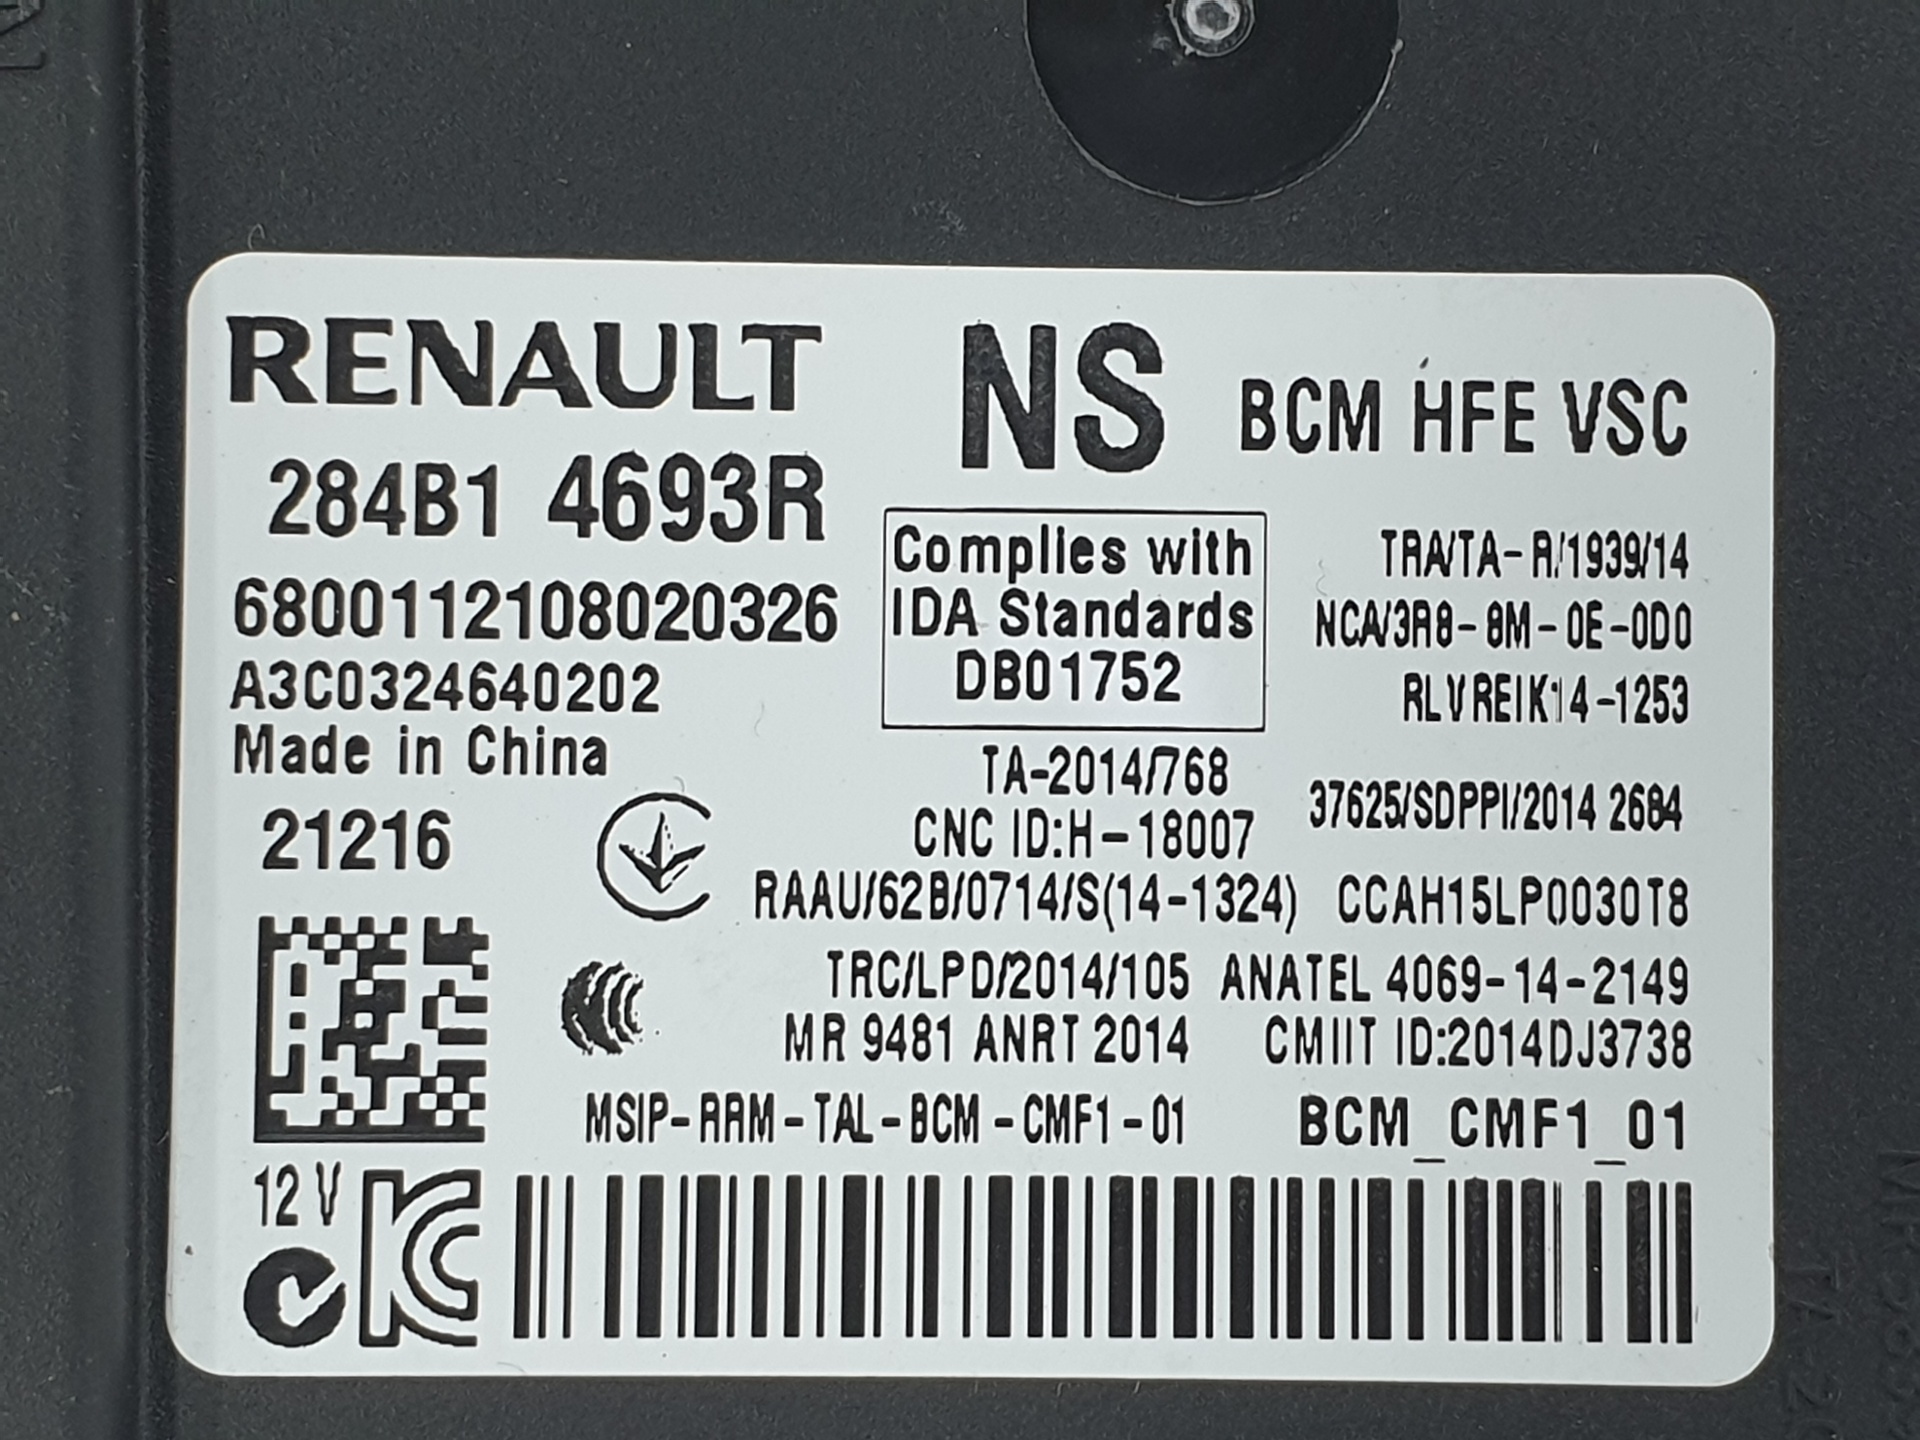 RENAULT
NS
BCM HFE VSC
284B1 4693R
6800112108020326
A3C0324640202
Made in China
21216
Complies with
IDA Standards
DB01752
TRA/TA-R/1939/14
NCA/3R8-8M-0E-0D0
RLVREIK14-1253
TA-2014/768
37625/SDPPI/2014 2684
CNC ID:H-18007
RAAU/62B/0714/S(14-1324) CCAH15LP0030T8
TRC/LPD/2014/105 ANATEL 4069-14-2149
MR 9481 ANRT 2014 CMIIT ID:2014DJ3738
MSIP-RRM-TAL-BCM-CMF1-01 BCM_CMF1_01
12 V